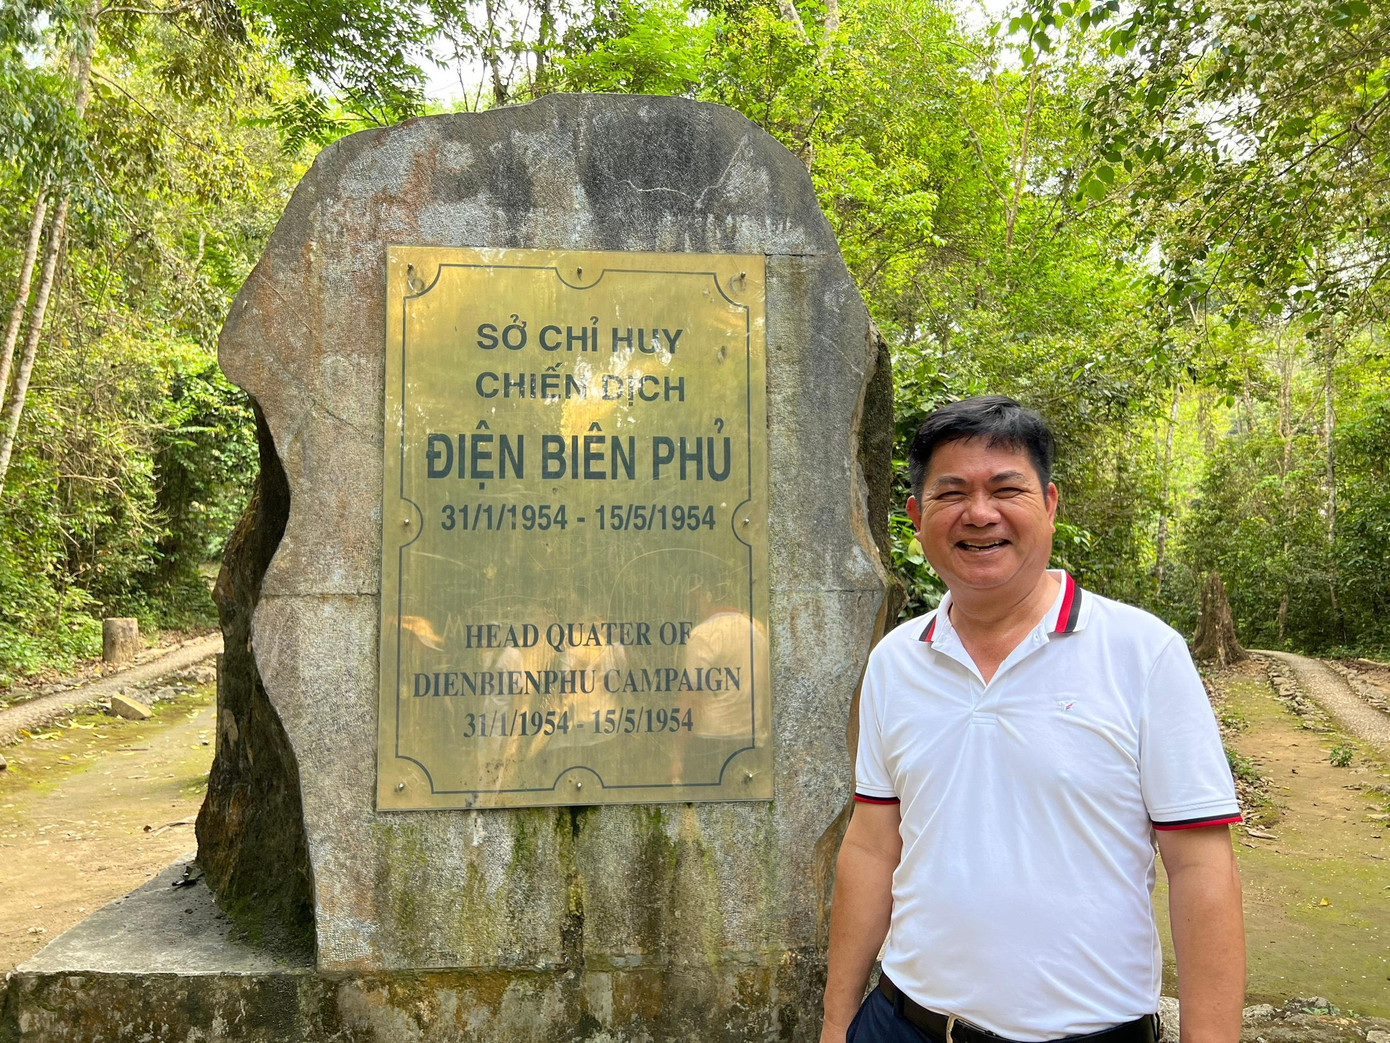 SỞ CHỈ HUY
CHIẾN DỊCH
ĐIỆN BIÊN PHỦ
31/1/1954 - 15/5/1954
HEAD QUATER OF
DIENBIENPHU CAMPAIGN
31/1/1954 - 15/5/1954